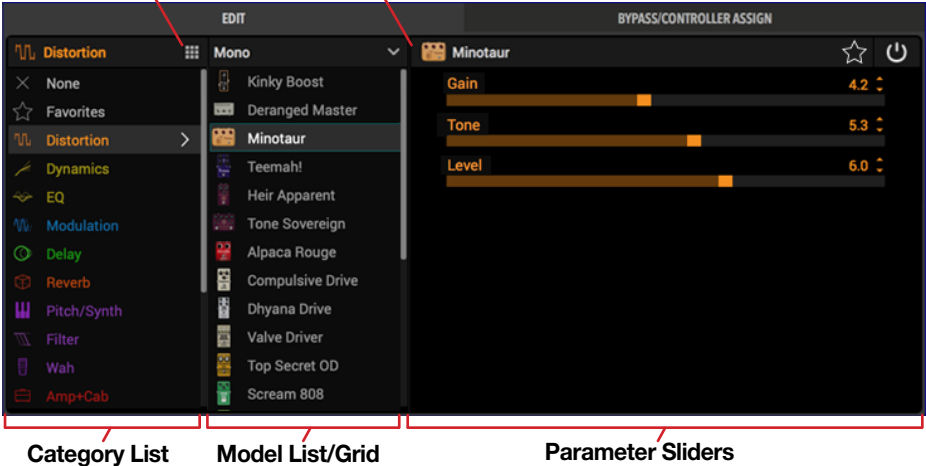 EDIT
BYPASS/CONTROLLER ASSIGN
Distortion
None
Favorites
Distortion
Dynamics
EQ
Modulation
Delay
Reverb
Pitch/Synth
Filter
Wah
Amp+Cab
Mono
Kinky Boost
Deranged Master
Minotaur
Teemah!
Heir Apparent
Tone Sovereign
Alpaca Rouge
Compulsive Drive
Dhyana Drive
Valve Driver
Top Secret OD
Scream 808
Minotaur
Gain 4.2
Tone 5.3
Level 6.0
Category List
Model List/Grid
Parameter Sliders